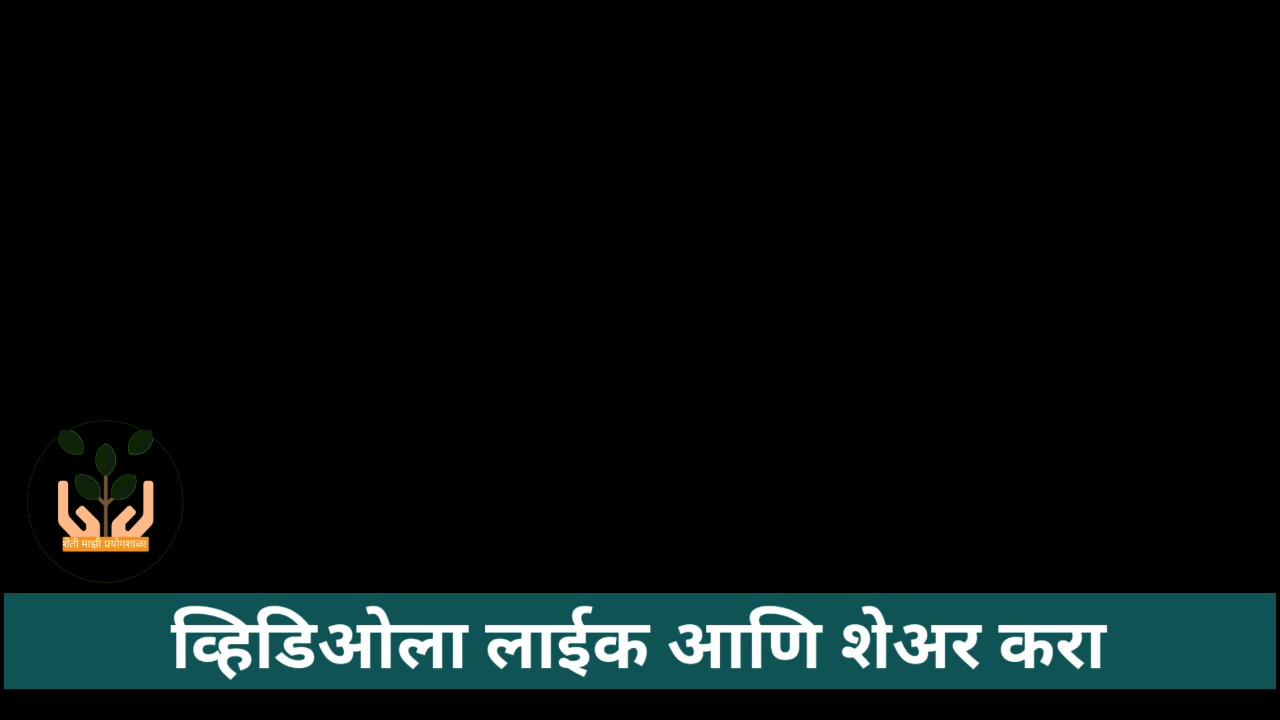 शेती माझी प्रयोगशाळा
व्हिडिओला लाईक आणि शेअर करा